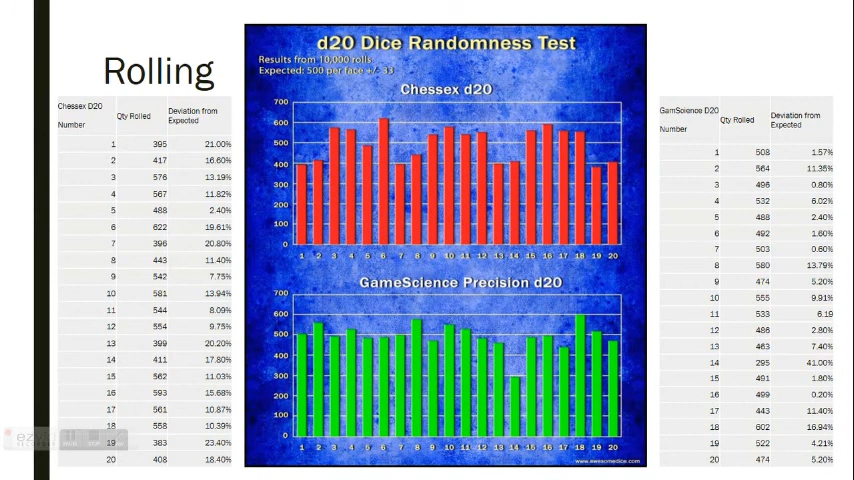 Rolling
Chessex D20
Number Qty Rolled Deviation from Expected
1 395 21.00%
2 417 16.60%
3 576 13.19%
4 567 11.82%
5 488 2.40%
6 622 19.61%
7 396 20.80%
8 443 11.40%
9 542 7.75%
10 581 13.94%
11 544 8.09%
12 554 9.75%
13 399 20.20%
14 411 17.80%
15 562 11.03%
16 593 15.68%
17 561 10.87%
18 558 10.39%
19 383 23.40%
20 408 18.40%
d20 Dice Randomness Test
Results from 10,000 rolls
Expected: 500 per face +/- 33
Chessex d20
700
600
500
400
300
200
100
0
1 2 3 4 5 6 7 8 9 10 11 12 13 14 15 16 17 18 19 20
GameScience Precision d20
700
600
500
400
300
200
100
0
1 2 3 4 5 6 7 8 9 10 11 12 13 14 15 16 17 18 19 20
www.awesomedice.com
GamScience D20
Number Qty Rolled Deviation from Expected
1 508 1.57%
2 564 11.35%
3 496 0.80%
4 532 6.02%
5 488 2.40%
6 492 1.60%
7 503 0.60%
8 580 13.79%
9 474 5.20%
10 555 9.91%
11 533 6.19
12 486 2.80%
13 463 7.40%
14 295 41.00%
15 491 1.80%
16 499 0.20%
17 443 11.40%
18 602 16.94%
19 522 4.21%
20 474 5.20%